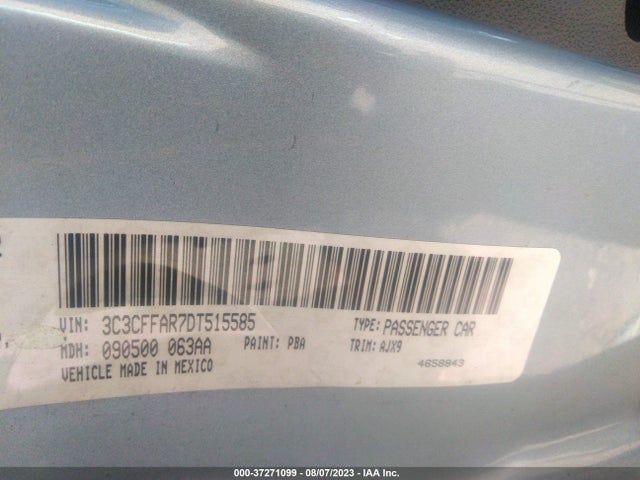 VIN: 3C3CFFAR7DT515585 TYPE: PASSENGER CAR
MDH: 090500 063AA PAINT: PBA TRIM: AJX9
VEHICLE MADE IN MEXICO 4658843
000-37271099 - 08/07/2023 - IAA Inc.